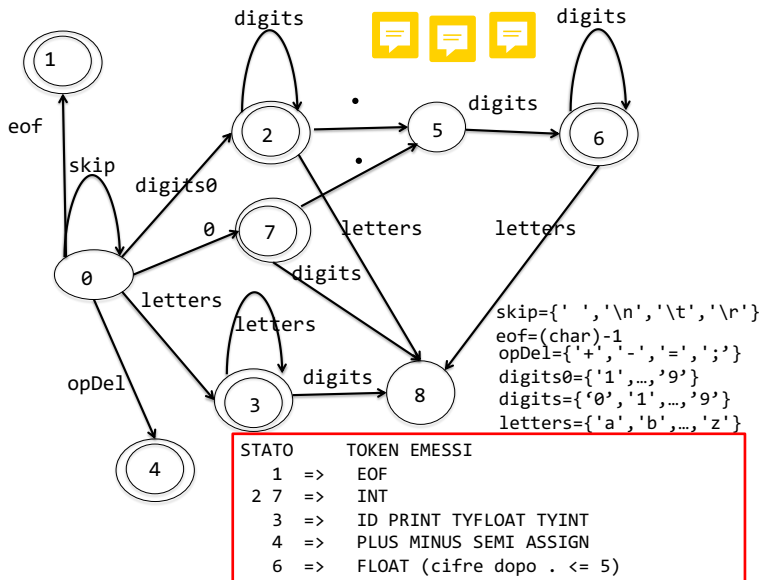 digits
digits
1
.
digits
2
5
6
eof
skip
.
digits0
0
7
letters
letters
0
digits
letters
letters
skip={' ','\n','\t','\r'}
eof=(char)-1
opDel={'+','-','=',';’}
digits0={'1',…,’9’}
digits={‘0’,'1',…,’9’}
letters={'a','b',…,'z'}
opDel
3
digits
8
4
STATO TOKEN EMESSI
1 => EOF
2 7 => INT
3 => ID PRINT TYFLOAT TYINT
4 => PLUS MINUS SEMI ASSIGN
6 => FLOAT (cifre dopo . <= 5)